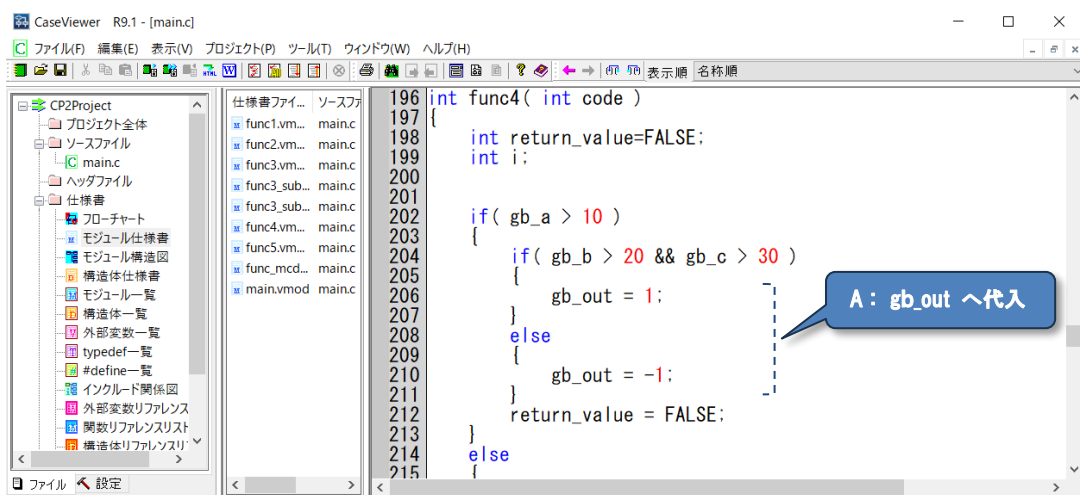 CaseViewer R9.1 - [main.c]
ファイル(F) 編集(E) 表示(V) プロジェクト(P) ツール(T) ウィンドウ(W) ヘルプ(H)
表示順 名称順
CP2Project
プロジェクト全体
ソースファイル
main.c
ヘッダファイル
仕様書
フローチャート
モジュール仕様書
モジュール構造図
構造体仕様書
モジュール一覧
構造体一覧
外部変数一覧
typedef一覧
#define一覧
インクルード関係図
外部変数リファレンス
関数リファレンスリスト
構造体リファレンスリ
ファイル 設定
仕様書ファイ... ソースファ
func1.vm... main.c
func2.vm... main.c
func3.vm... main.c
func3_sub... main.c
func3_sub... main.c
func4.vm... main.c
func5.vm... main.c
func_mcd... main.c
main.vmod main.c
196 int func4( int code )
197 {
198 int return_value=FALSE;
199 int i;
200
201
202 if( gb_a > 10 )
203 {
204 if( gb_b > 20 && gb_c > 30 )
205 {
206 gb_out = 1;
207 }
208 else
209 {
210 gb_out = -1;
211 }
212 return_value = FALSE;
213 }
214 else
215 {
A： gb_out へ代入